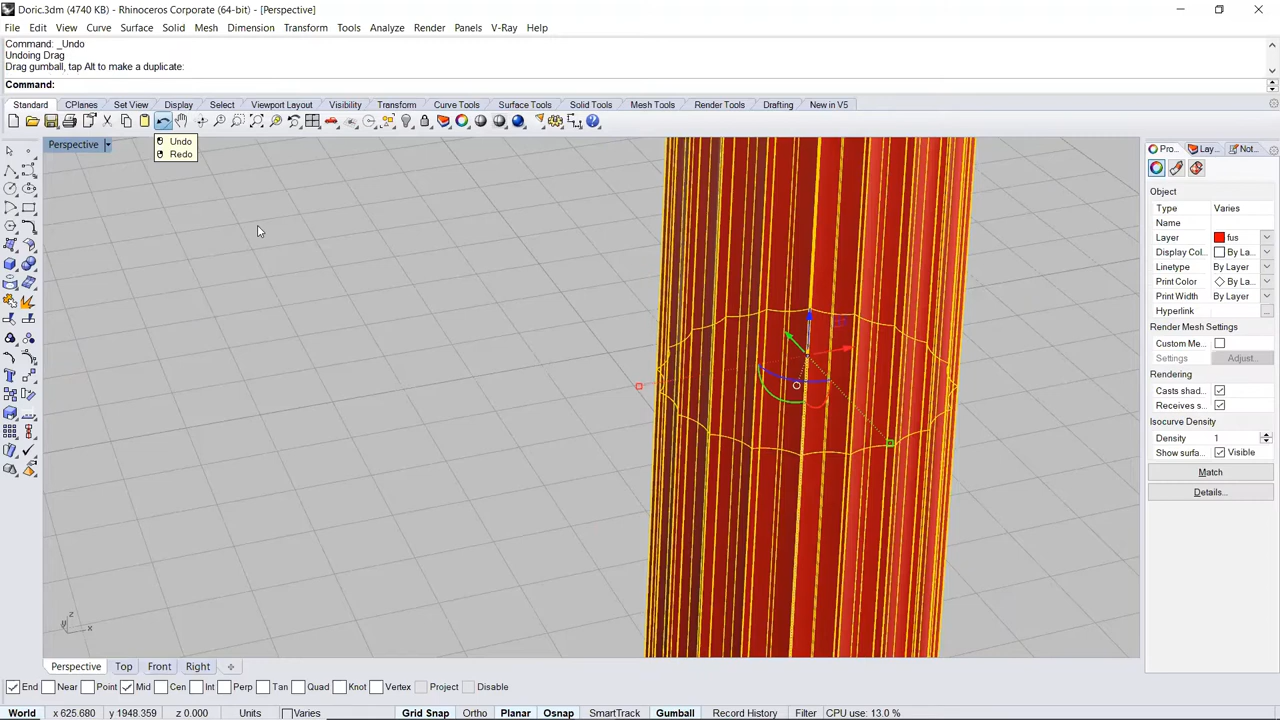 Doric.3dm (4740 KB) - Rhinoceros Corporate (64-bit) - [Perspective]
File Edit View Curve Surface Solid Mesh Dimension Transform Tools Analyze Render Panels V-Ray Help
Command: _Undo
Undoing Drag
Drag gumball, tap Alt to make a duplicate:
Command:
Standard CPlanes Set View Display Select Viewport Layout Visibility Transform Curve Tools Surface Tools Solid Tools Mesh Tools Render Tools Drafting New in V5
Perspective
Undo
Redo
Pro... Lay... Not...
Object
Type Varies
Name
Layer fus
Display Col... By La...
Linetype By Layer
Print Color By La...
Print Width By Layer
Hyperlink ...
Render Mesh Settings
Custom Me...
Settings Adjust...
Rendering
Casts shad...
Receives s...
Isocurve Density
Density 1
Show surfa... Visible
Match
Details...
z
y x
Perspective Top Front Right
End Near Point Mid Cen Int Perp Tan Quad Knot Vertex Project Disable
World x 625.680 y 1948.359 z 0.000 Units Varies Grid Snap Ortho Planar Osnap SmartTrack Gumball Record History Filter CPU use: 13.0 %